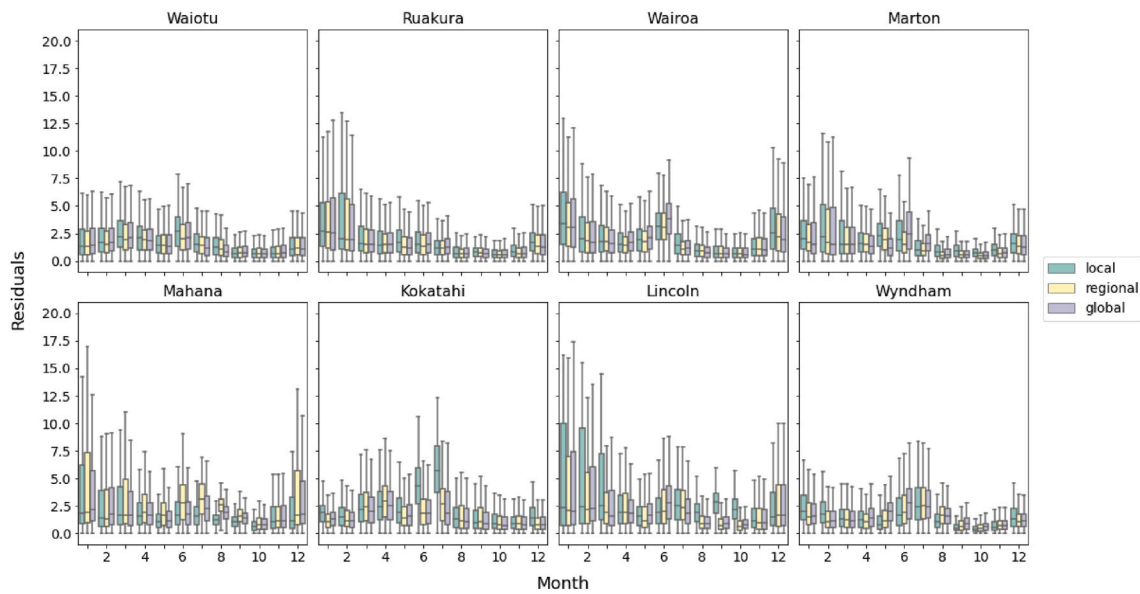 Waiotu
Ruakura
Wairoa
Marton
20.0
17.5
15.0
12.5
10.0
7.5
5.0
2.5
0.0
Residuals
local
regional
global
Mahana
Kokatahi
Lincoln
Wyndham
20.0
17.5
15.0
12.5
10.0
7.5
5.0
2.5
0.0
2 4 6 8 10 12
2 4 6 8 10 12
2 4 6 8 10 12
2 4 6 8 10 12
Month